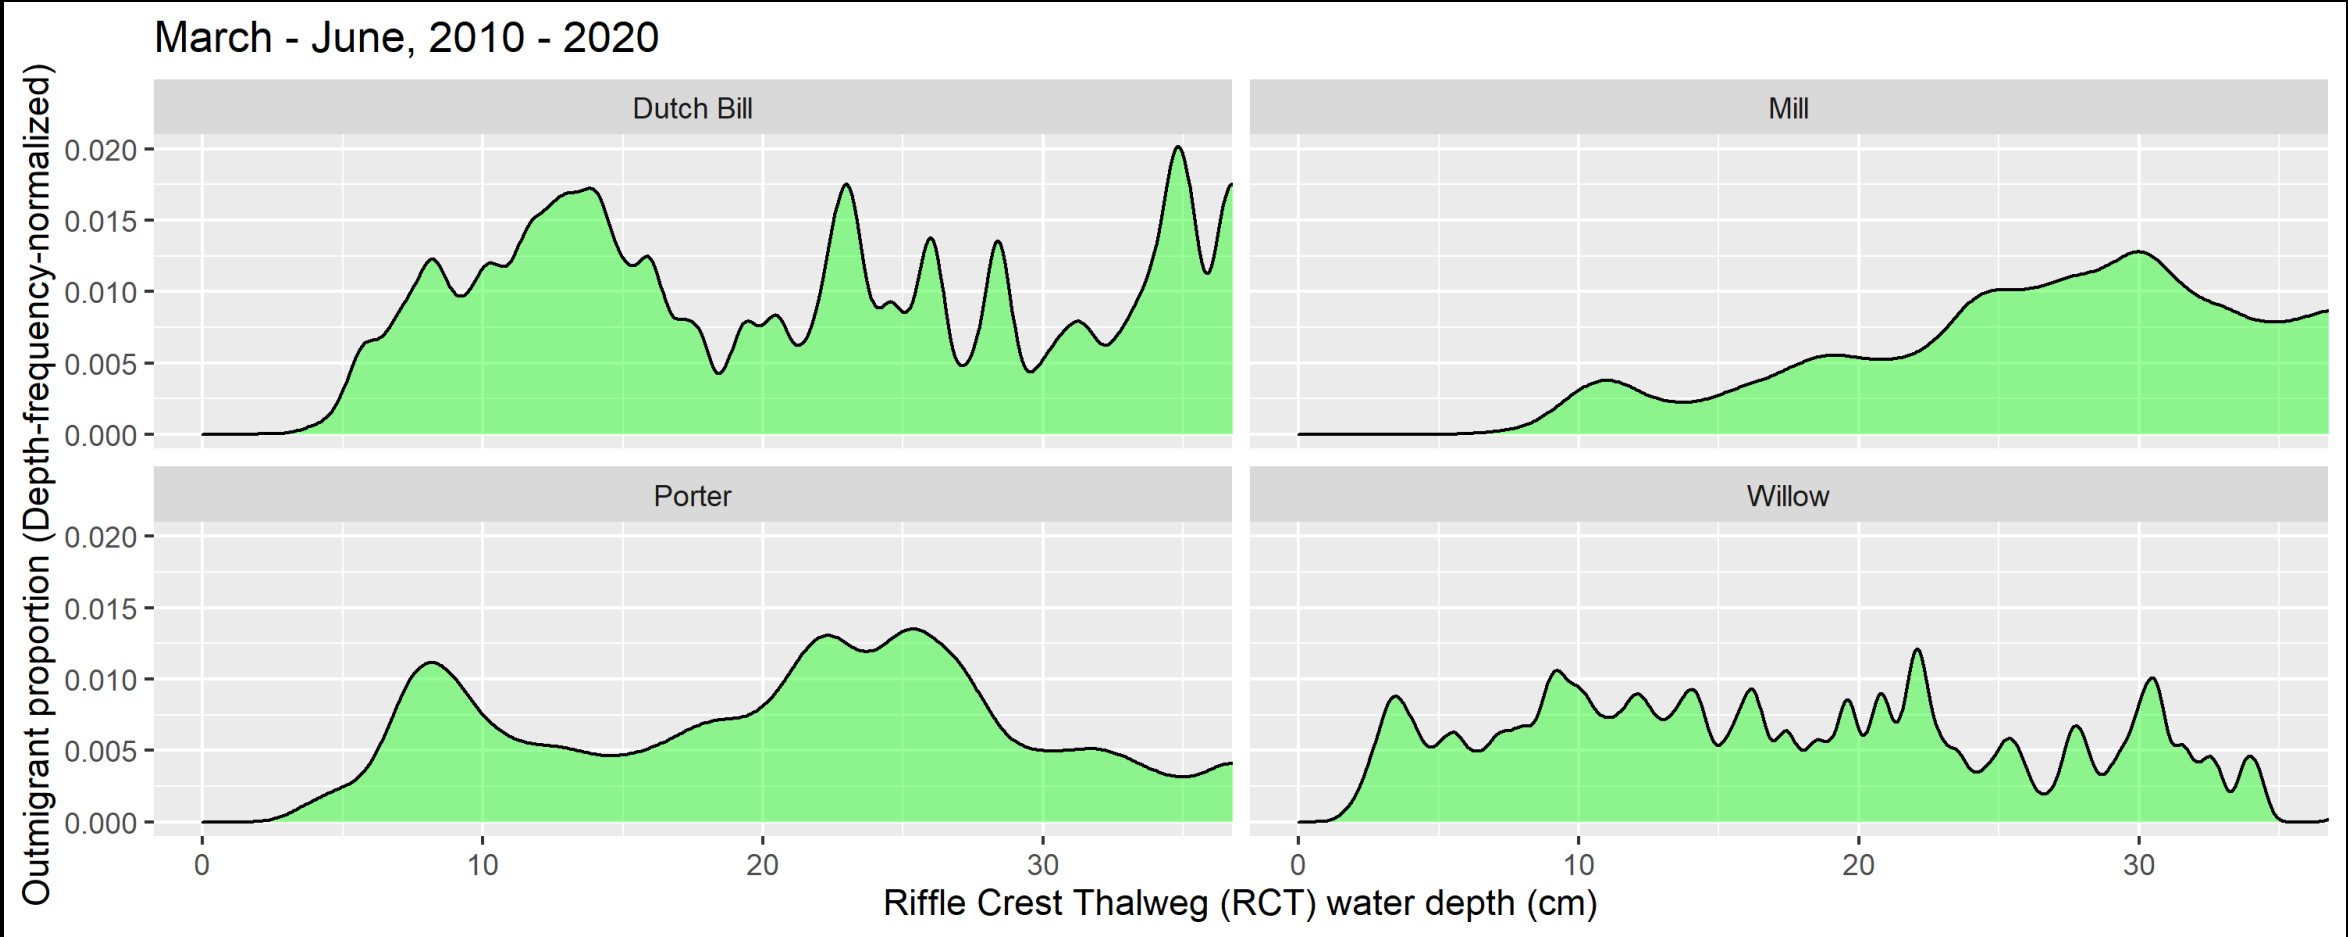 March - June, 2010 - 2020
Outmigrant proportion (Depth-frequency-normalized)
Dutch Bill
Mill
0.020
0.015
0.010
0.005
0.000
Porter
Willow
0.020
0.015
0.010
0.005
0.000
0 10 20 30 0 10 20 30
Riffle Crest Thalweg (RCT) water depth (cm)